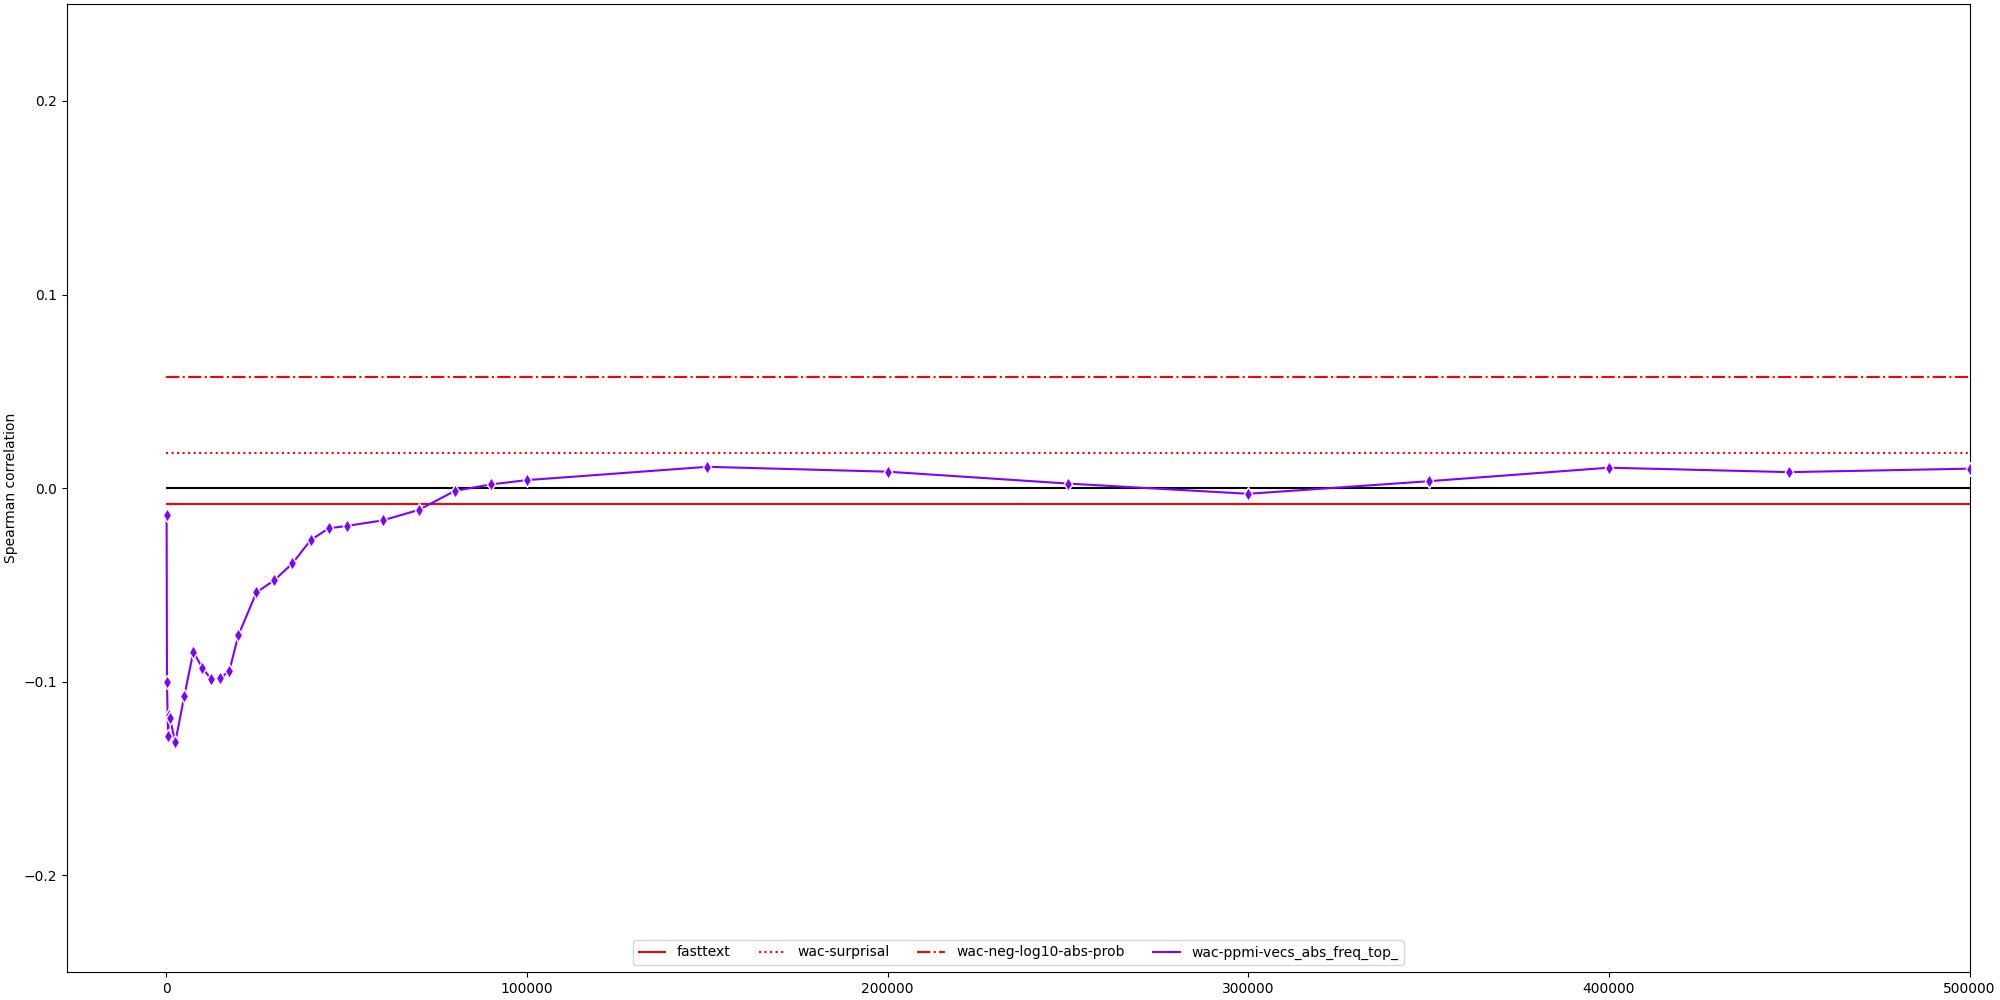 0.2
0.1
0.0
−0.1
−0.2
Spearman correlation
fasttext wac-surprisal wac-neg-log10-abs-prob wac-ppmi-vecs_abs_freq_top_
0 100000 200000 300000 400000 500000